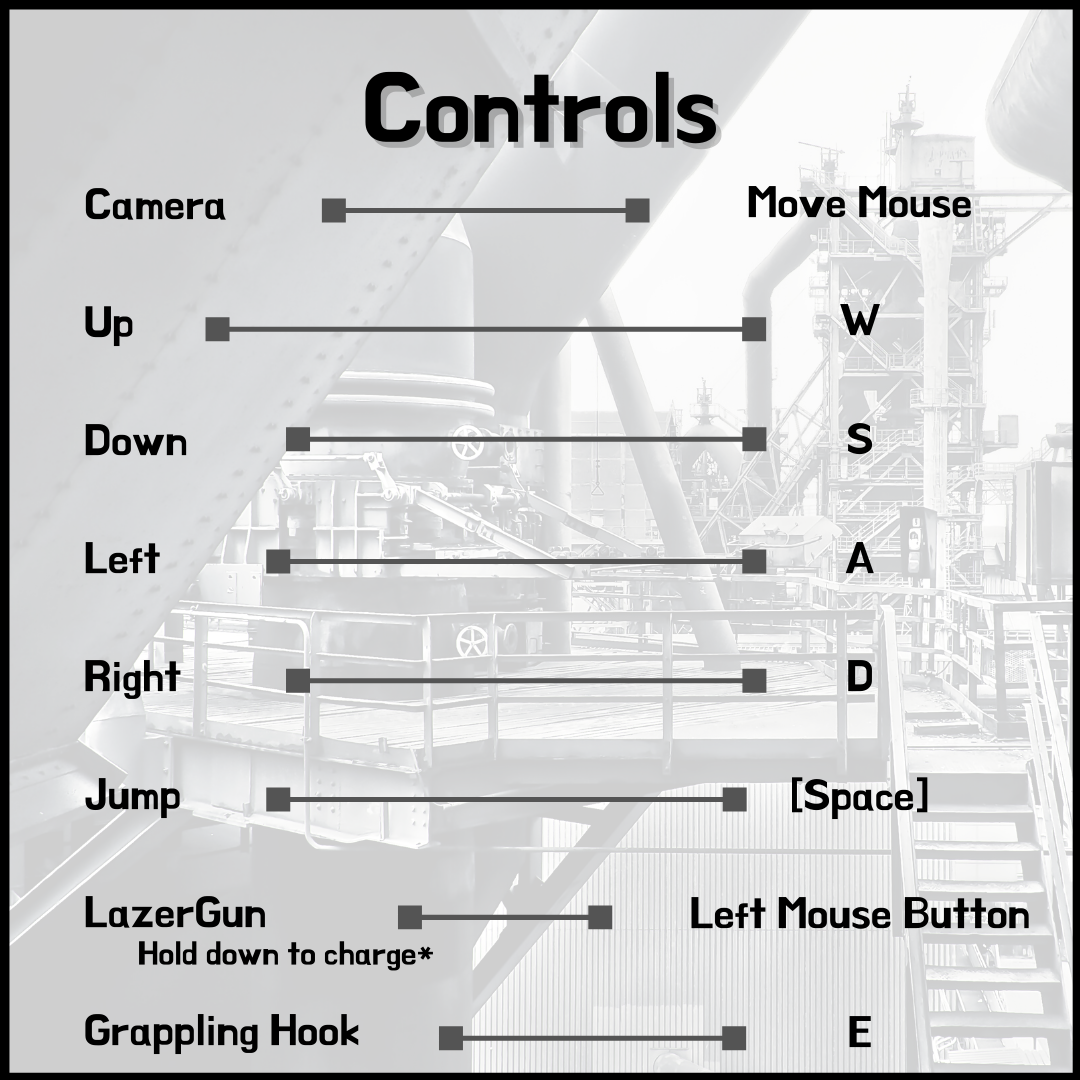 Controls
Camera Move Mouse
Up W
Down S
Left A
Right D
Jump [Space]
LazerGun Left Mouse Button
Hold down to charge*
Grappling Hook E